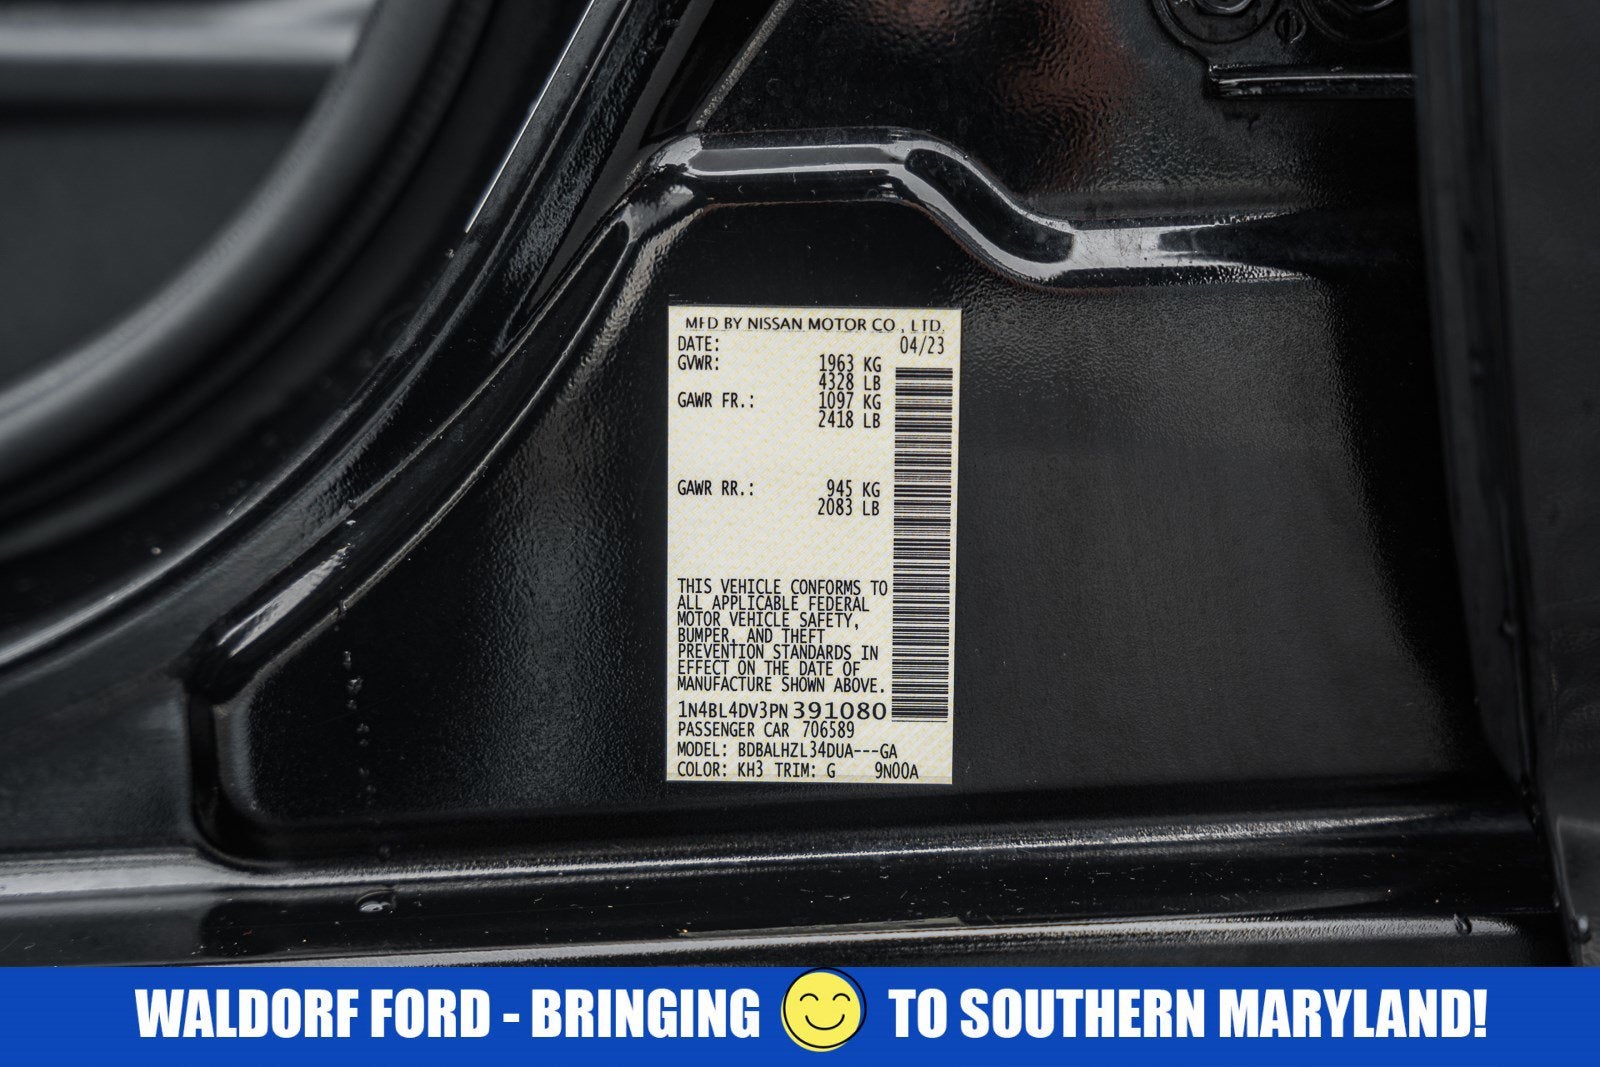 MFD BY NISSAN MOTOR CO., LTD.
DATE: 04/23
GVWR: 1963 KG
4328 LB
GAWR FR.: 1097 KG
2418 LB
GAWR RR.: 945 KG
2083 LB
THIS VEHICLE CONFORMS TO
ALL APPLICABLE FEDERAL
MOTOR VEHICLE SAFETY,
BUMPER, AND THEFT
PREVENTION STANDARDS IN
EFFECT ON THE DATE OF
MANUFACTURE SHOWN ABOVE.
1N4BL4DV3PN391080
PASSENGER CAR 706589
MODEL: BDBALHZL34DUA---GA
COLOR: KH3 TRIM: G 9N00A
WALDORF FORD - BRINGING TO SOUTHERN MARYLAND!